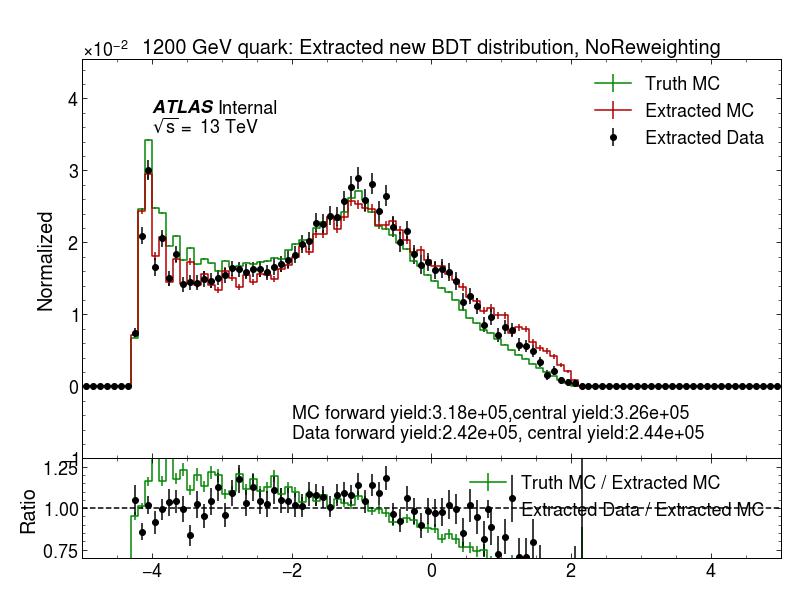 ×10−2 1200 GeV quark: Extracted new BDT distribution, NoReweighting
ATLAS Internal
√s = 13 TeV
Truth MC
Extracted MC
Extracted Data
Normalized
4
3
2
1
0
MC forward yield:3.18e+05,central yield:3.26e+05
Data forward yield:2.42e+05, central yield:2.44e+05
Truth MC / Extracted MC
Extracted Data / Extracted MC
Ratio
1.25
1.00
0.75
−4 −2 0 2 4